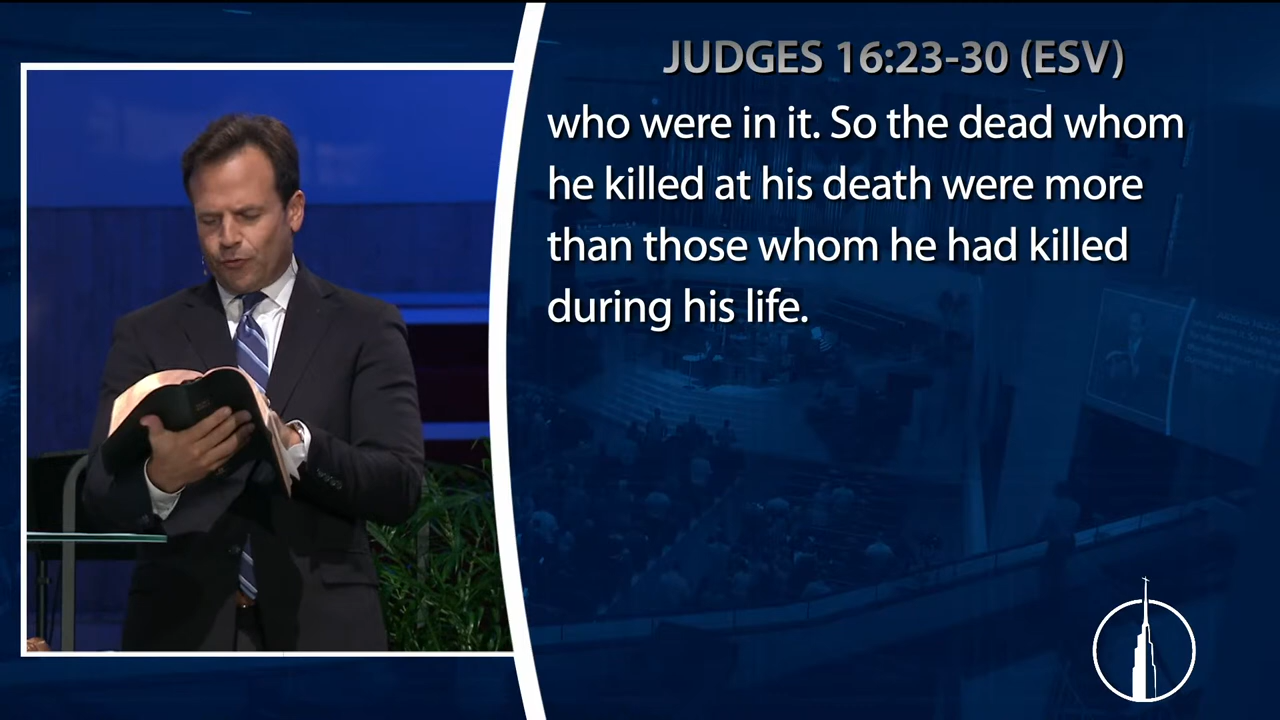 JUDGES 16:23-30 (ESV)
who were in it. So the dead whom
he killed at his death were more
than those whom he had killed
during his life.